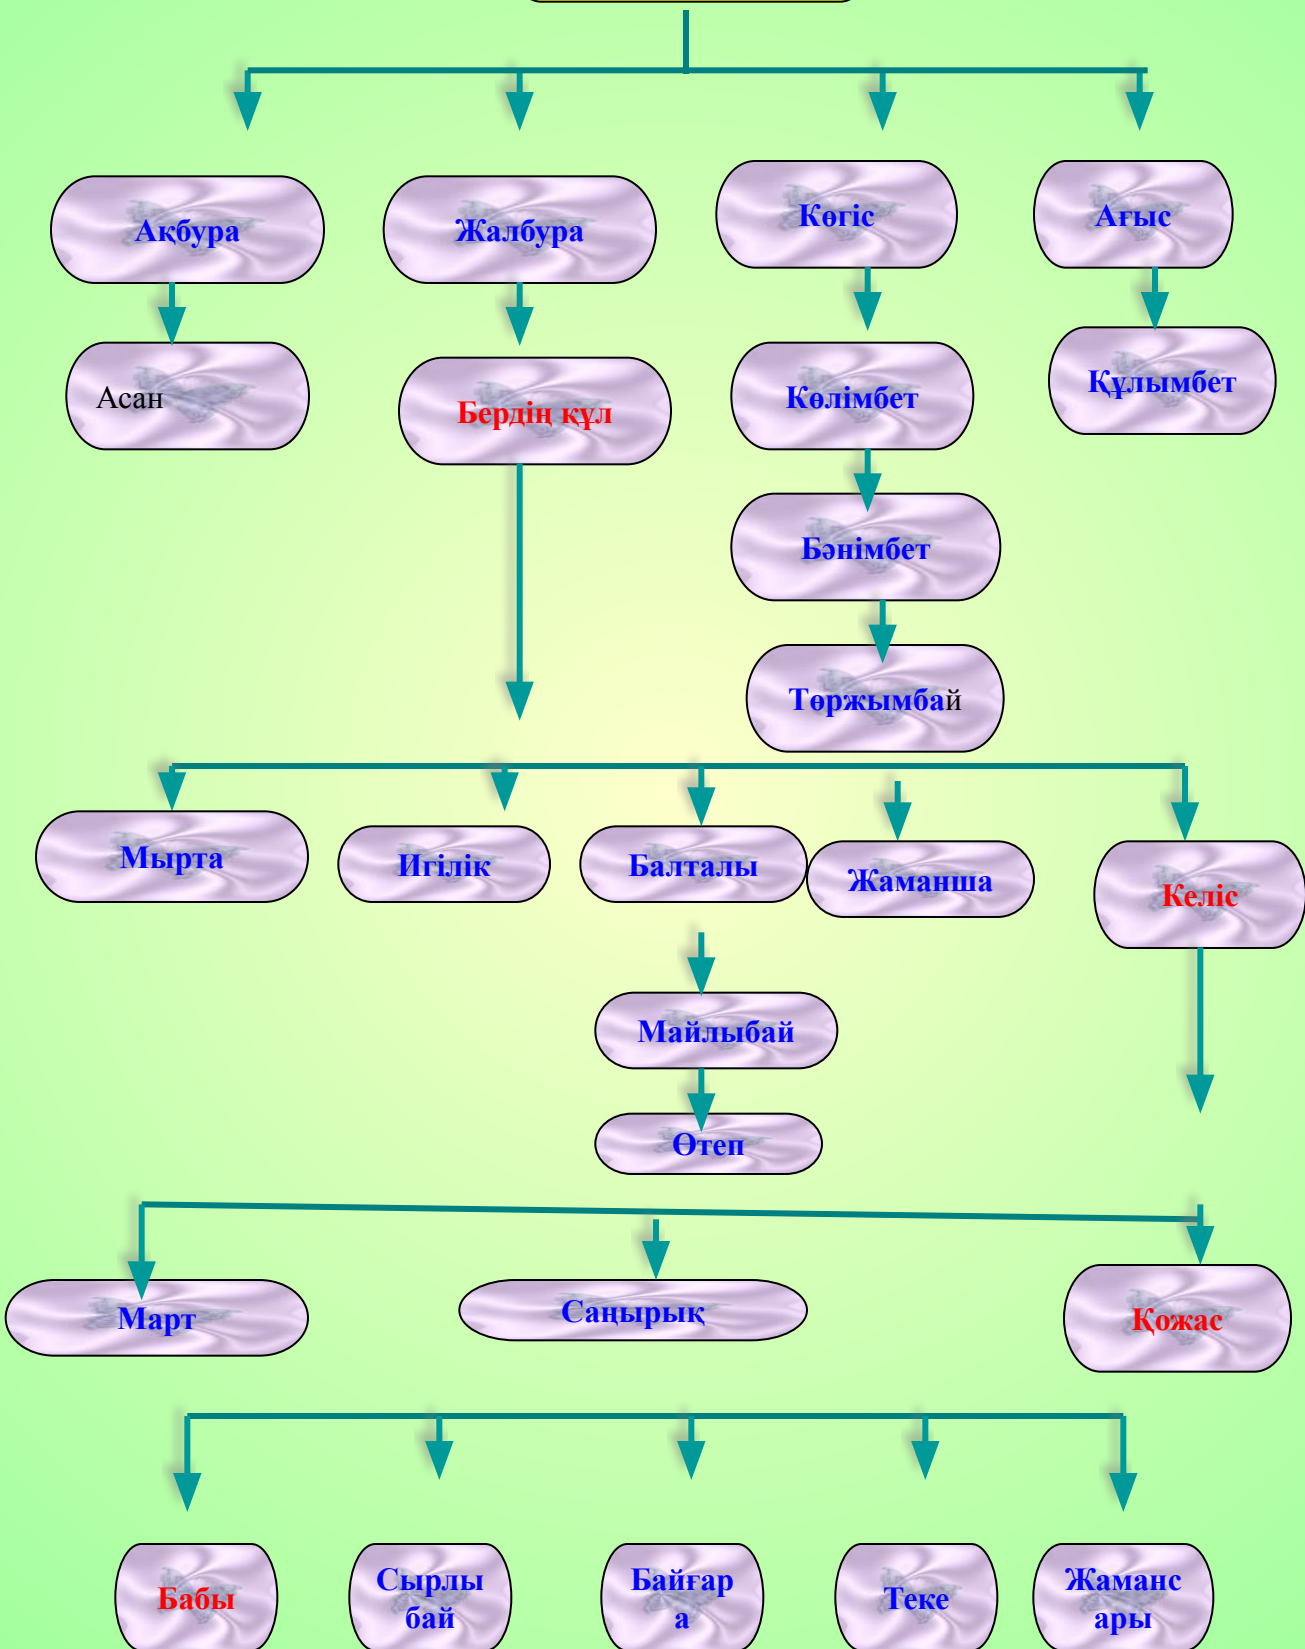 Ақбура
Жалбура
Көгіс
Ағыс
Асан
Бердің құл
Көлімбет
Құлымбет
Бәнімбет
Төржымбай
Мырта
Игілік
Балталы
Жаманша
Келіс
Майлыбай
Өтеп
Март
Саңырық
Қожас
Бабы
Сырлы
бай
Байғар
а
Теке
Жаманс
ары